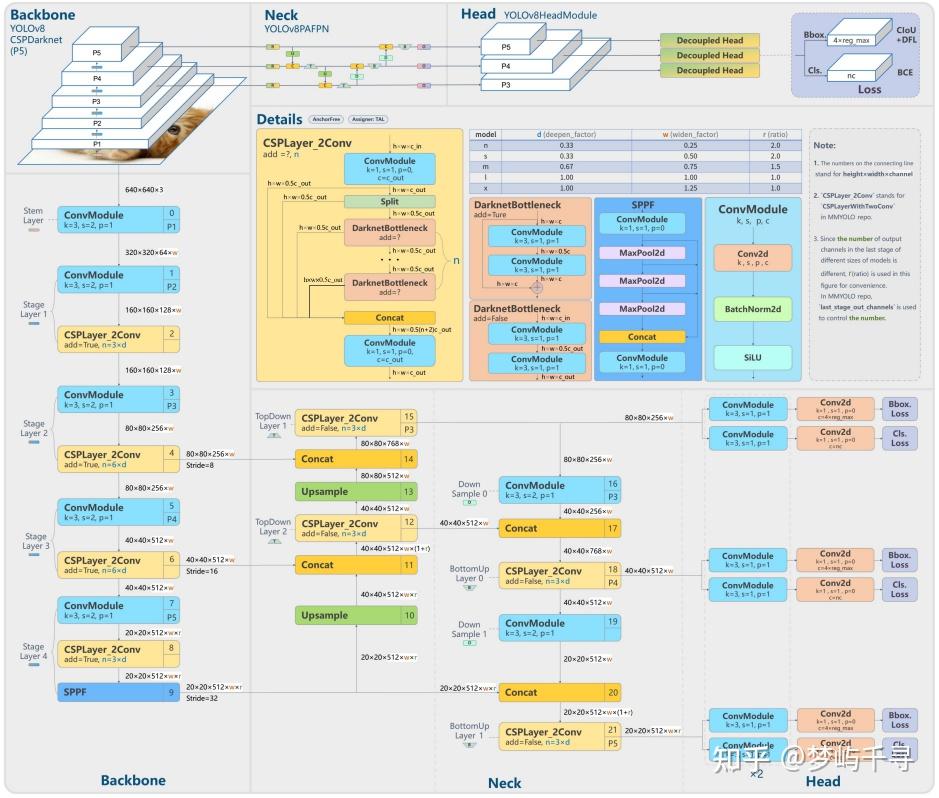 Backbone
YOLOv8
CSPDarknet
(P5)
P5
P4
P3
P2
P1
Neck
YOLOv8PAFPN
Head YOLOv8HeadModule
P5
P4
P3
Decoupled Head
Decoupled Head
Decoupled Head
Bbox.
4×reg_max
CIoU
+DFL
Cls.
nc
BCE
Loss
Details
AnchorFree
Assigner: TAL
CSPLayer_2Conv
add =?, n
h=w=c_in
ConvModule
k=1, s=1, p=0,
c=c_out
h=w=0.5c_out
h=w=c_out
h=w=0.5c_out
Split
h=w=0.5c_out
h=w=0.5c_out
DarknetBottleneck
add=?
h=w=0.5c_out
n
• • •
h×w×0.5c_out
DarknetBottleneck
add=?
Concat
h=w=0.5(n+2)c_out
ConvModule
k=1, s=1, p=0,
c=c_out
h=w=c_out
model d (deepen_factor) w (widen_factor) r (ratio)
n 0.33 0.25 2.0
s 0.33 0.50 2.0
m 0.67 0.75 1.5
l 1.00 1.00 1.0
x 1.00 1.25 1.0
DarknetBottleneck
add=Ture
h=w=c
ConvModule
k=3, s=1, p=1
h=w=0.5c
ConvModule
k=3, s=1, p=1
h=w=c
DarknetBottleneck
add=False
h=w=c_in
ConvModule
k=3, s=1, p=1
h=w=0.5c_out
ConvModule
k=3, s=1, p=1
h=w=c_out
SPPF
ConvModule
k=1, s=1, p=0
MaxPool2d
MaxPool2d
MaxPool2d
Concat
ConvModule
k=1, s=1, p=0
ConvModule
k, s, p, c
Conv2d
k, s, p, c
BatchNorm2d
SiLU
Note:
1. The numbers on the connecting line
stand for height×width×channel
2. `CSPLayer_2Conv` stands for
`CSPLayerWithTwoConv`
in MMYOLO repo.
3. Since the number of output
channels in the last stage of
different sizes of models is
different, r(ratio) is used in this
figure for convenience.
In MMYOLO repo,
last_stage_out_channels is used
to control the number.
640×640×3
Stem
Layer
ConvModule 0
k=3, s=2, p=1 P1
320×320×64×w
Stage
Layer 1
ConvModule 1
k=3, s=2, p=1 P2
160×160×128×w
CSPLayer_2Conv 2
add=True, n=3×d
160×160×128×w
Stage
Layer 2
ConvModule 3
k=3, s=2, p=1 P3
80×80×256×w
CSPLayer_2Conv 4
add=True, n=6×d
80×80×256×w
Stride=8
80×80×256×w
Stage
Layer 3
ConvModule 5
k=3, s=2, p=1 P4
40×40×512×w
CSPLayer_2Conv 6
add=True, n=6×d
40×40×512×w
Stride=16
40×40×512×w
Stage
Layer 4
ConvModule 7
k=3, s=2, p=1 P5
20×20×512×w×r
CSPLayer_2Conv 8
add=True, n=3×d
20×20×512×w×r
SPPF 9
20×20×512×w×r
Stride=32
Backbone
TopDown
Layer 1
T
CSPLayer_2Conv 15
add=False, n=3×d P3
80×80×768×w
Concat 14
80×80×512×w
Upsample 13
40×40×512×w
TopDown
Layer 2
T
CSPLayer_2Conv 12
add=False, n=3×d
40×40×512×w×(1+r)
Concat 11
40×40×512×w×r
Upsample 10
20×20×512×w×r
80×80×256×w
80×80×256×w
Down
Sample 0
D
ConvModule 16
k=3, s=2, p=1 P3
40×40×256×w
40×40×512×w
Concat 17
40×40×768×w
BottomUp
Layer 0
B
CSPLayer_2Conv 18
add=False, n=3×d P4
40×40×512×w
40×40×512×w
Down
Sample 1
D
ConvModule 19
k=3, s=2, p=1
20×20×512×w
20×20×512×w×r
Concat 20
20×20×512×w×(1+r)
BottomUp
Layer 1
B
CSPLayer_2Conv 21
add=False, n=3×d P5
20×20×512×w×r
Neck
ConvModule
k=3, s=1, p=1
Conv2d
k=1, s=1, p=0
c=4×reg_max
Bbox.
Loss
ConvModule
k=3, s=1, p=1
Conv2d
k=1, s=1, p=0
c=nc
Cls.
Loss
ConvModule
k=3, s=1, p=1
Conv2d
k=1, s=1, p=0
c=4×reg_max
Bbox.
Loss
ConvModule
k=3, s=1, p=1
Conv2d
k=1, s=1, p=0
c=nc
Cls.
Loss
ConvModule
k=3, s=1, p=1
Conv2d
k=1, s=1, p=0
c=4×reg_max
Bbox.
Loss
ConvModule
Conv2d
Cls.
知乎 @梦屿千寻
×2
Head